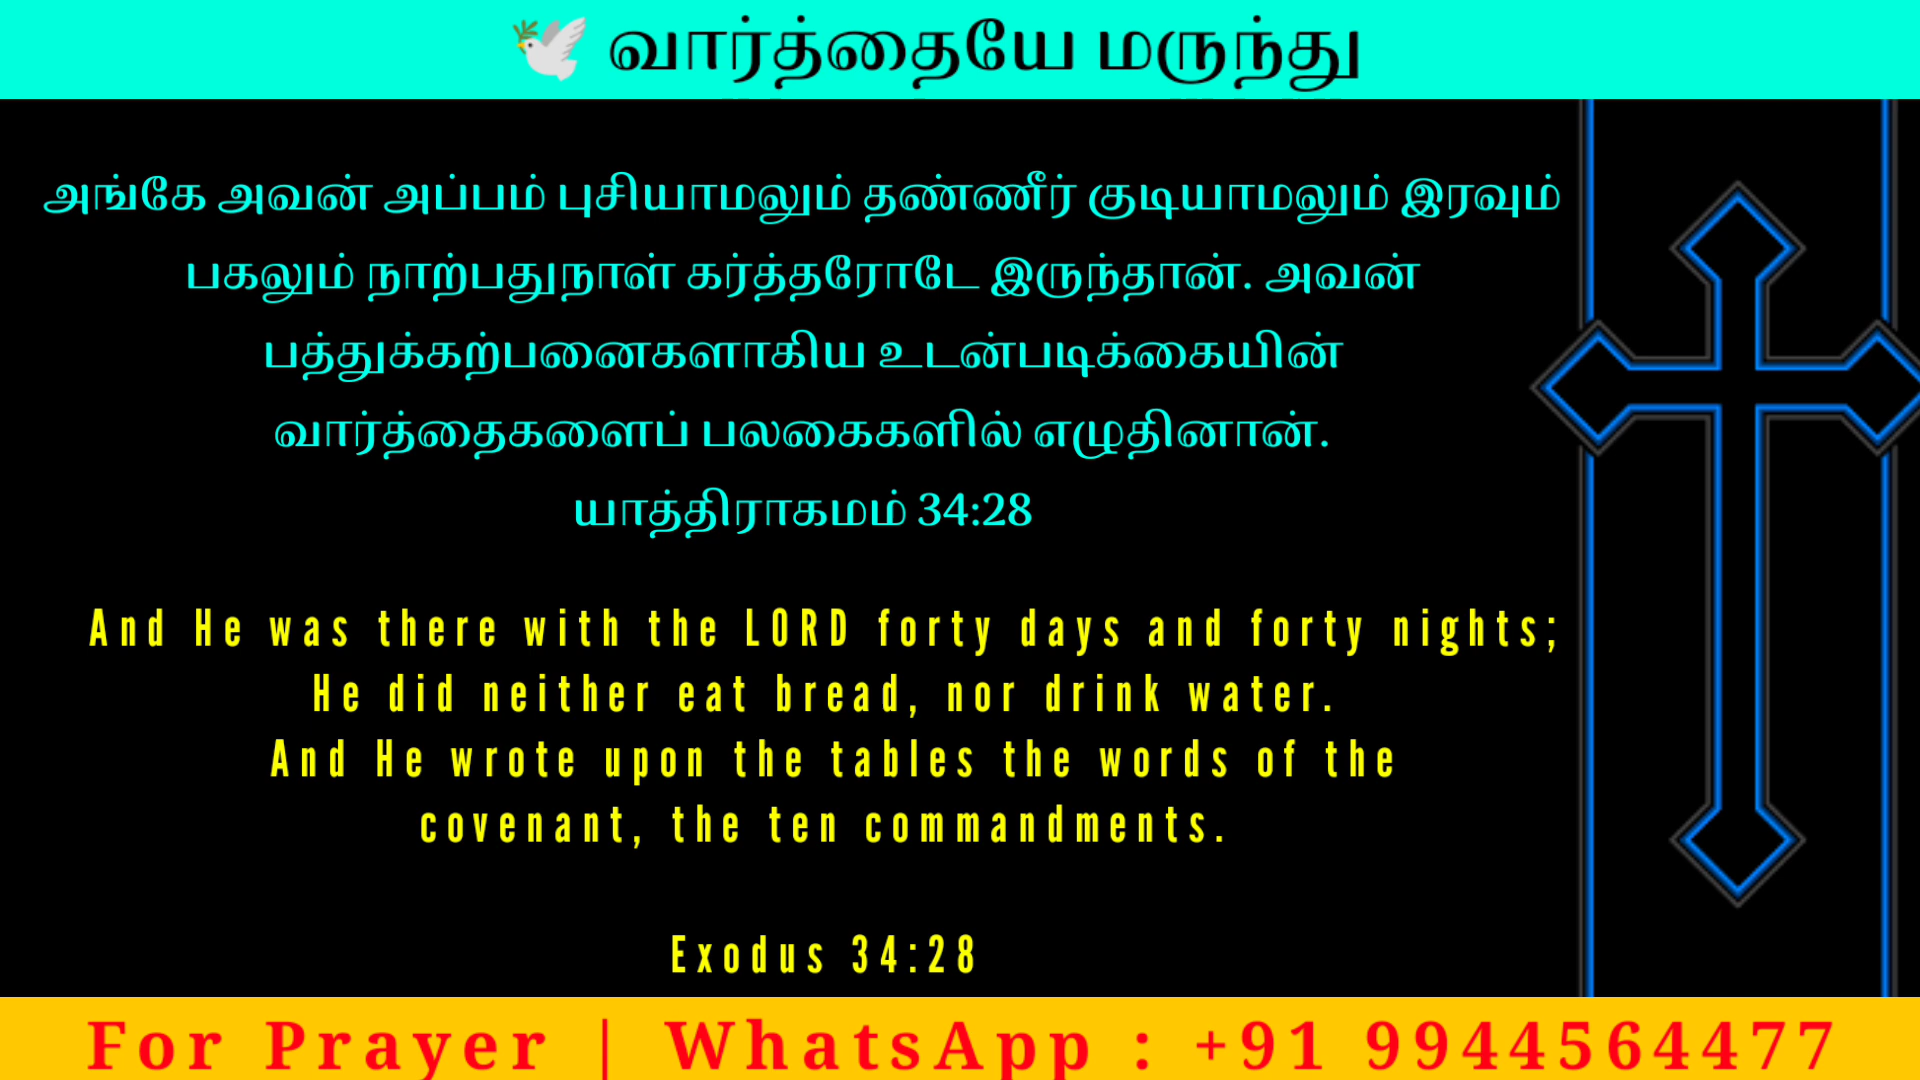 🕊️ வார்த்தையே மருந்து
அங்கே அவன் அப்பம் புசியாமலும் தண்ணீர் குடியாமலும் இரவும்
பகலும் நாற்பதுநாள் கர்த்தரோடே இருந்தான். அவன்
பத்துக்கற்பனைகளாகிய உடன்படிக்கையின்
வார்த்தைகளைப் பலகைகளில் எழுதினான்.
யாத்திராகமம் 34:28
And He was there with the LORD forty days and forty nights;
He did neither eat bread, nor drink water.
And He wrote upon the tables the words of the
covenant, the ten commandments.
Exodus 34:28
For Prayer | WhatsApp : +91 9944564477